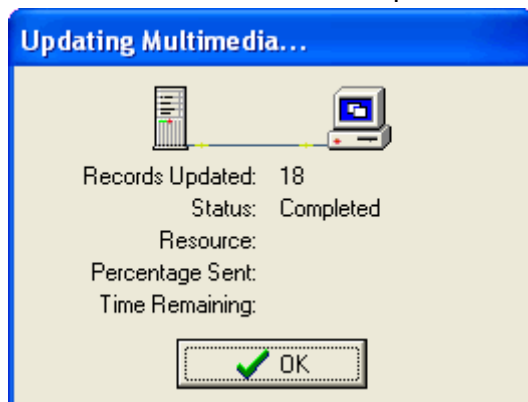 Updating Multimedia...
Records Updated: 18
Status: Completed
Resource:
Percentage Sent:
Time Remaining:
OK